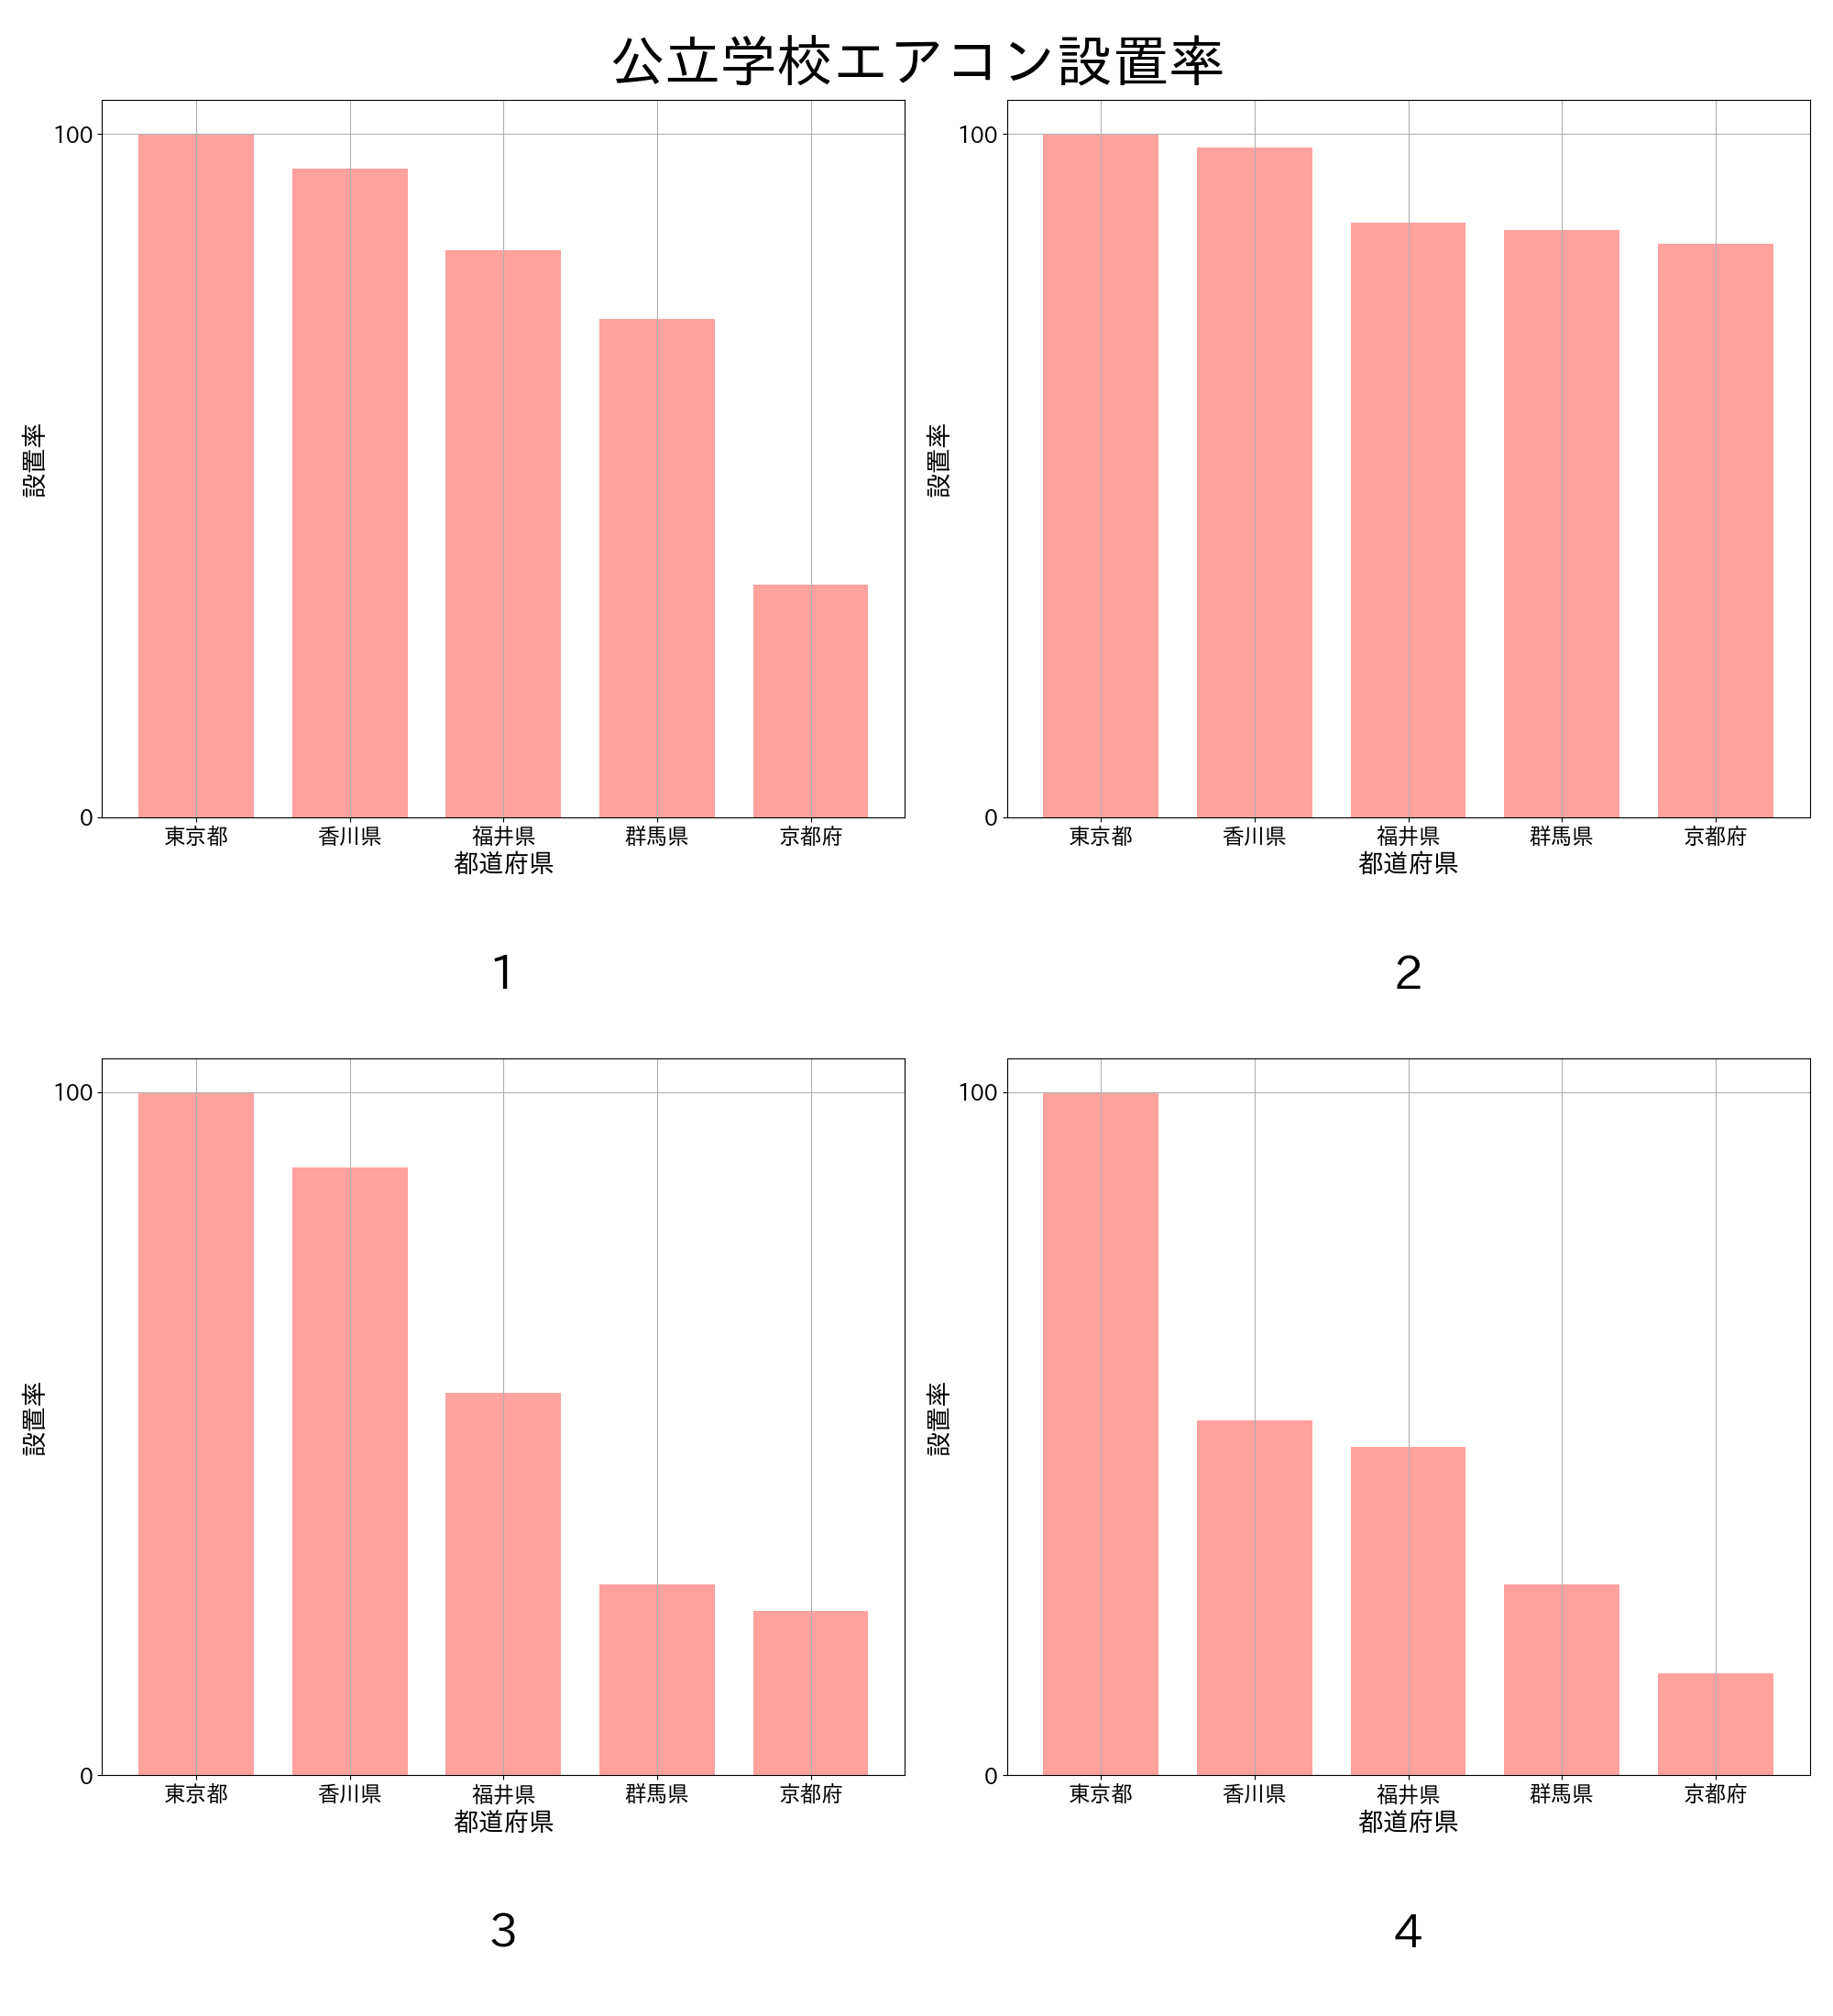 公立学校エアコン設置率
100
0
設置率
東京都 香川県 福井県 群馬県 京都府
都道府県
1
100
0
設置率
東京都 香川県 福井県 群馬県 京都府
都道府県
2
100
0
設置率
東京都 香川県 福井県 群馬県 京都府
都道府県
3
100
0
設置率
東京都 香川県 福井県 群馬県 京都府
都道府県
4